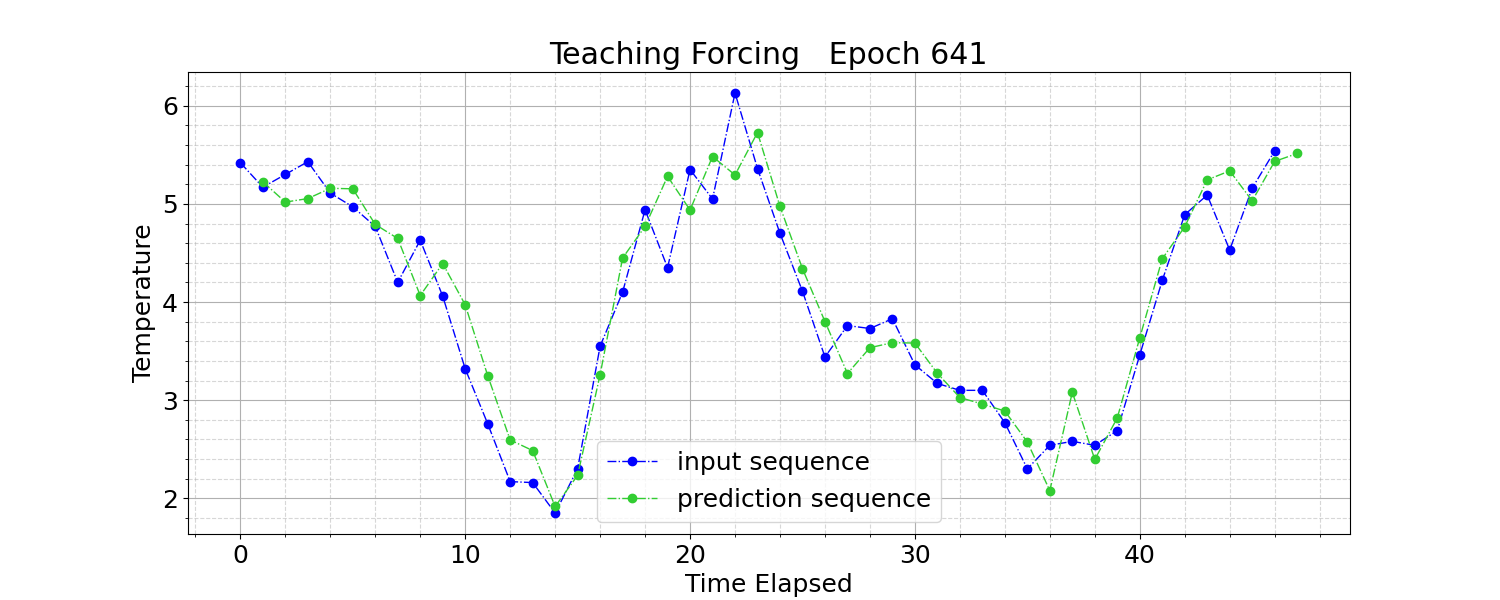 Teaching Forcing   Epoch 641
6
5
4
3
2
Temperature
input sequence
prediction sequence
0 10 20 30 40
Time Elapsed